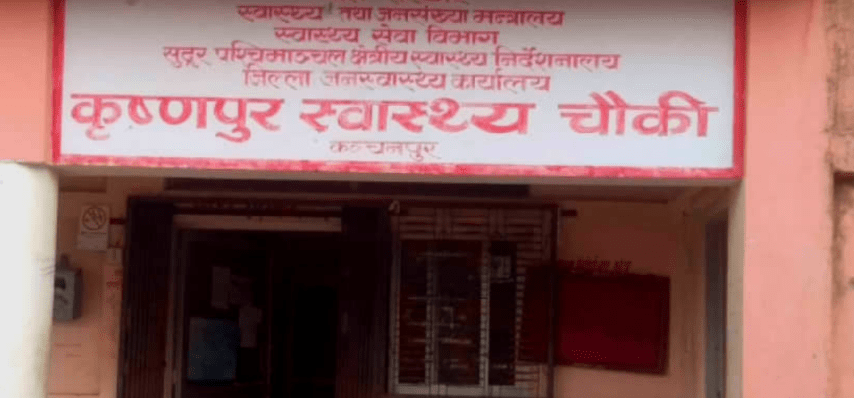 स्वास्थ्य तथा जनसंख्या मन्त्रालय
स्वास्थ्य सेवा विभाग
सुदूर पश्चिमाञ्चल क्षेत्रीय स्वास्थ्य निर्देशनालय
जिल्ला जनस्वास्थ्य कार्यालय
कृष्णपुर स्वास्थ्य चौकी
कञ्चनपुर